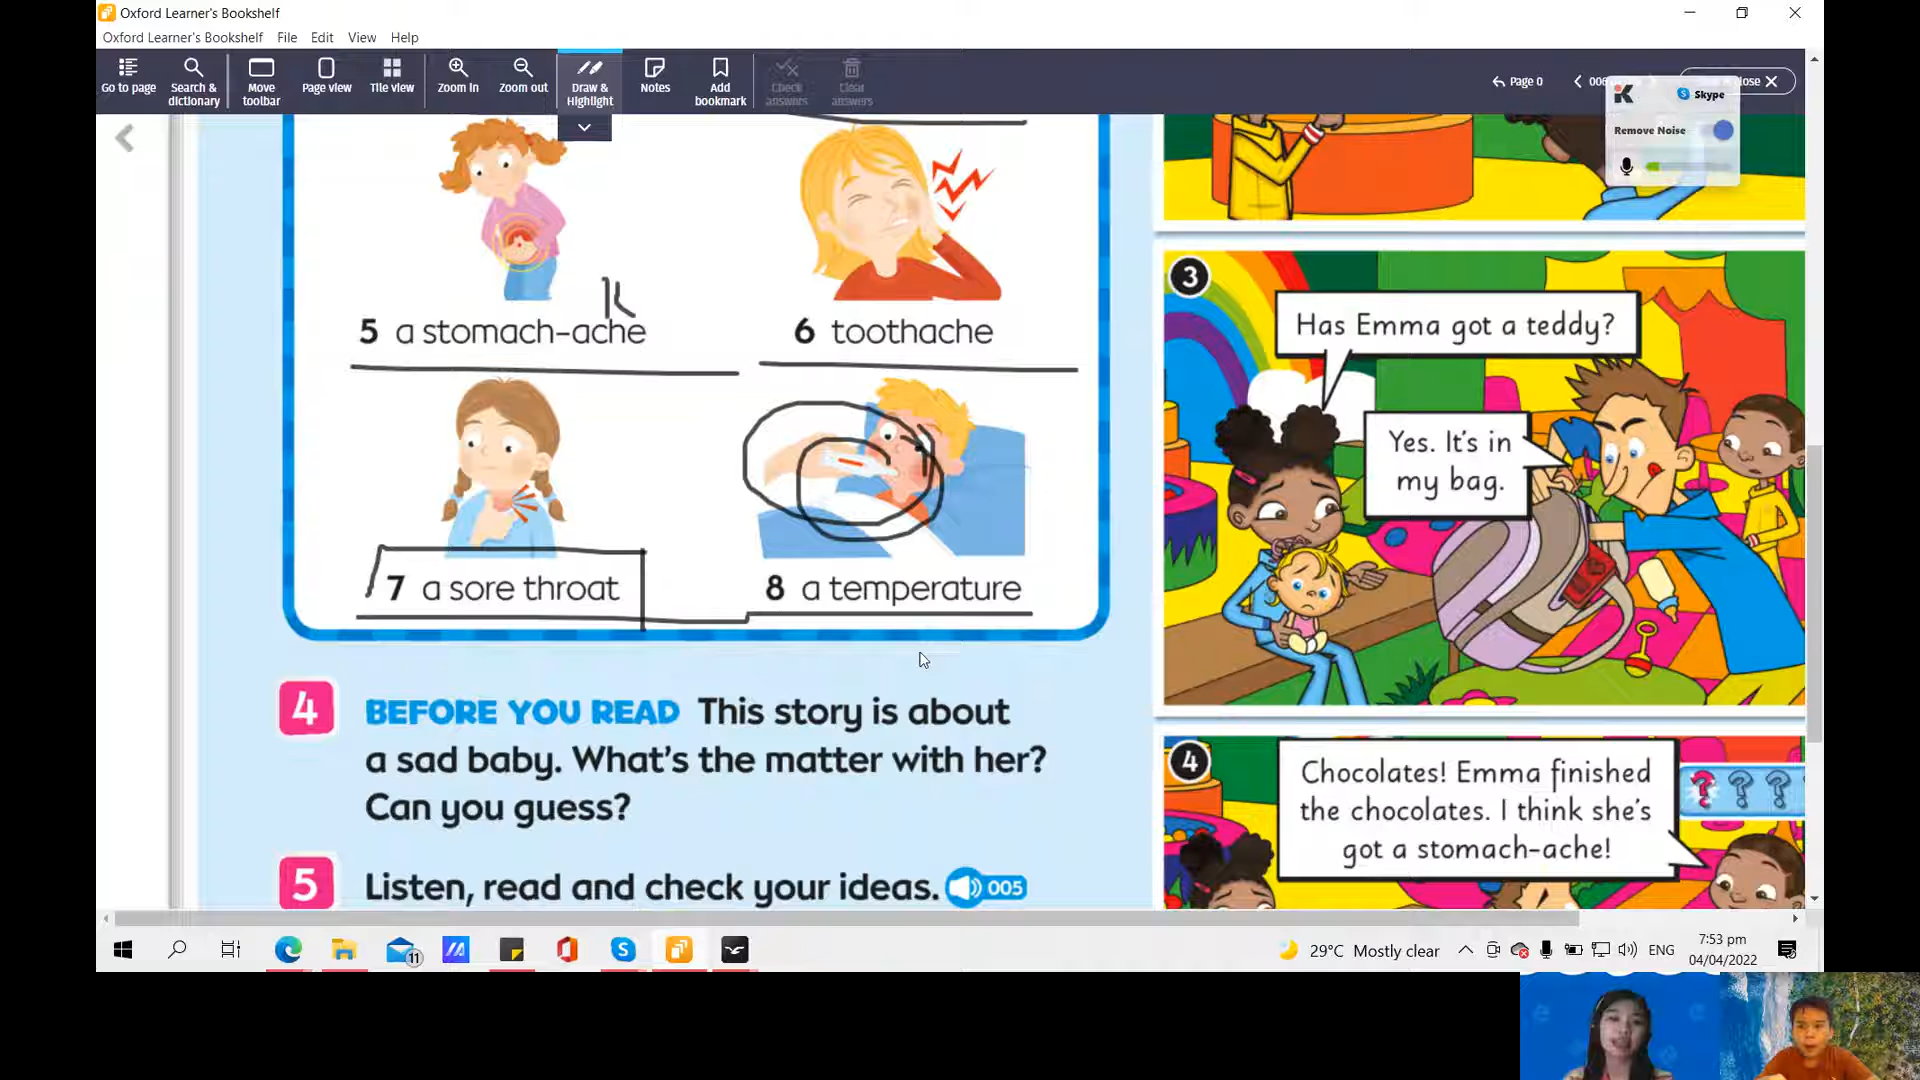 Oxford Learner's Bookshelf
Oxford Learner's Bookshelf File Edit View Help
Go to page
Search & dictionary
Move toolbar
Page view
Tile view
Zoom in
Zoom out
Draw & Highlight
Notes
Add bookmark
Check answers
Clear answers
Page 0
Skype
Remove Noise
K
5 a stomach-ache
6 toothache
7 a sore throat
8 a temperature
4 BEFORE YOU READ This story is about
a sad baby. What's the matter with her?
Can you guess?
5 Listen, read and check your ideas. 005
3
Has Emma got a teddy?
Yes. It's in
my bag.
4
Chocolates! Emma finished
the chocolates. I think she's
got a stomach-ache!
? ? ?
11
29°C Mostly clear
ENG
7:53 pm
04/04/2022